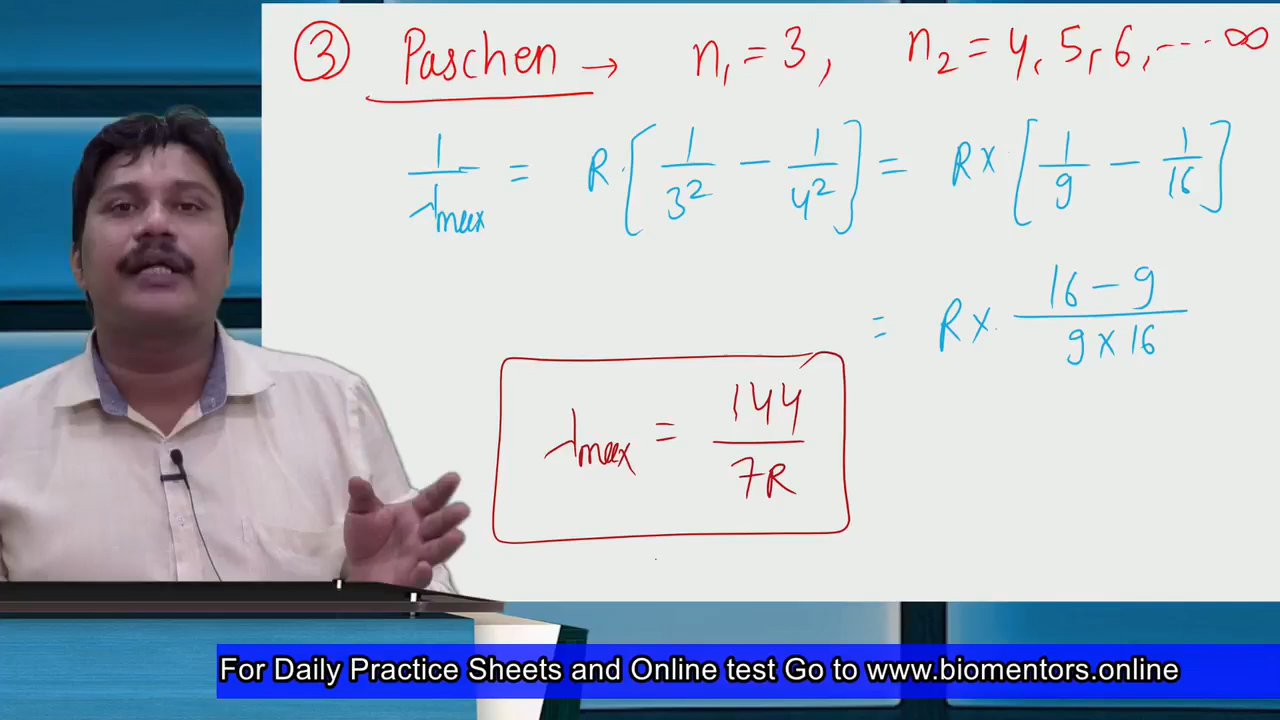 ③ Paschen → n₁ = 3, n₂ = 4, 5, 6, ---- ∞
1/λmax = R·[1/3² − 1/4²] = R×[1/9 − 1/16]
= R× (16 − 9)/(9 × 16)
λmax = 144/7R
For Daily Practice Sheets and Online test Go to www.biomentors.online